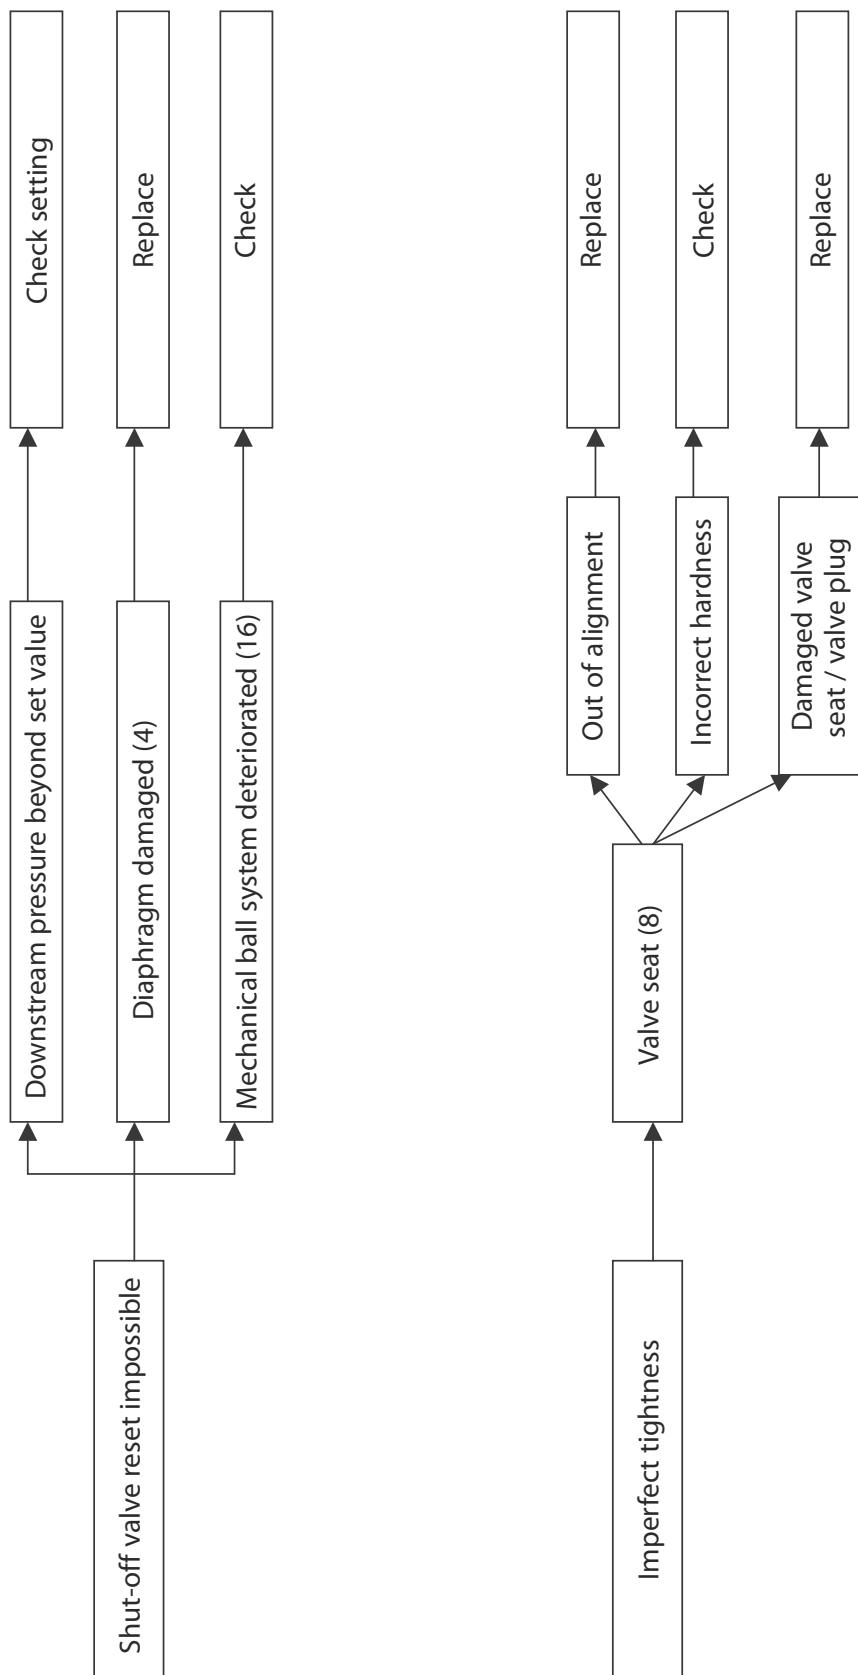 Shut-off valve reset impossible
Downstream pressure beyond set value
Check setting
Diaphragm damaged (4)
Replace
Mechanical ball system deteriorated (16)
Check
Imperfect tightness
Valve seat (8)
Out of alignment
Replace
Incorrect hardness
Check
Damaged valve
seat / valve plug
Replace